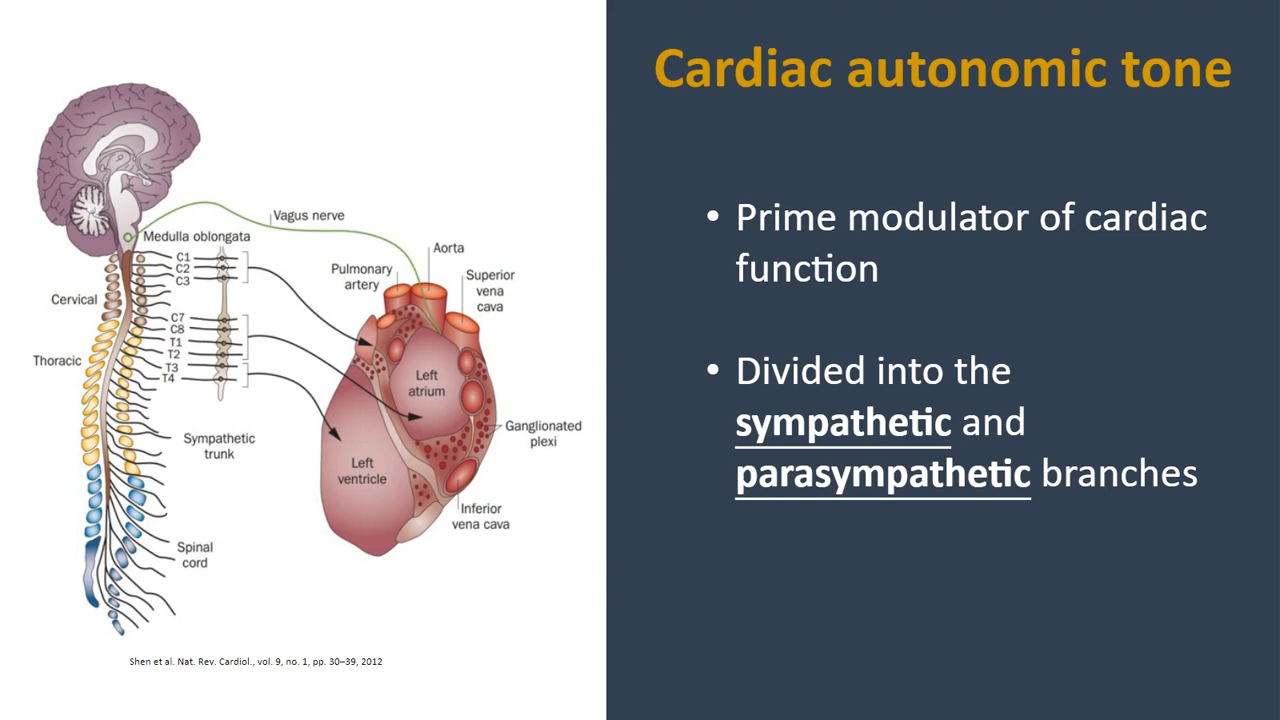 Cardiac autonomic tone
• Prime modulator of cardiac
function
• Divided into the
sympathetic and
parasympathetic branches
Vagus nerve
Medulla oblongata
C1
C2
C3
Cervical
C7
C8
T1
T2
T3
T4
Thoracic
Sympathetic
trunk
Spinal
cord
Aorta
Pulmonary
artery
Superior
vena
cava
Left
atrium
Ganglionated
plexi
Left
ventricle
Inferior
vena cava
Shen et al. Nat. Rev. Cardiol., vol. 9, no. 1, pp. 30–39, 2012